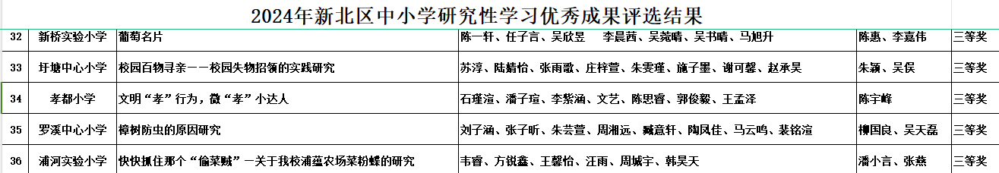 2024年新北区中小学研究性学习优秀成果评选结果
32 新桥实验小学 葡萄名片 陈一轩、任子言、吴欣昱 李晨茜、吴菀晴、吴书晴、马旭升 陈惠、李嘉伟 三等奖
33 圩塘中心小学 校园百物寻亲——校园失物招领的实践研究 苏淳、陆婧怡、张雨歌、庄梓萱、朱雯瑾、施子墨、谢可馨、赵承昊 朱颖、吴俣 三等奖
34 孝都小学 文明“孝”行为，微“孝”小达人 石瑾渲、潘子瑄、李紫涵、文艺、陈思睿、郭俊毅、王孟泽 陈宇峰 三等奖
35 罗溪中心小学 樟树防虫的原因研究 刘子涵、张子昕、朱芸萱、周湘远、臧意轩、陶凤佳、马云鸣、裴铭渲 柳国良、吴天磊 三等奖
36 浦河实验小学 快快抓住那个“偷菜贼”—关于我校浦蕴农场菜粉蝶的研究 韦睿、方锐鑫、王馨怡、汪雨、周城宇、韩昊天 潘小言、张燕 三等奖